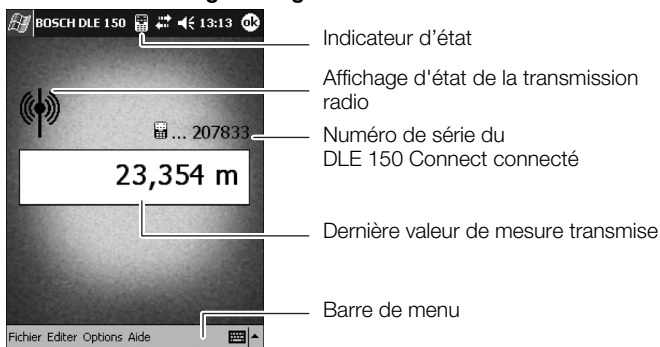 BOSCH DLE 150 13:13 ok
Indicateur d'état
Affichage d'état de la transmission
radio
... 207833
Numéro de série du
DLE 150 Connect connecté
23,354 m
Dernière valeur de mesure transmise
Barre de menu
Fichier Editer Options Aide